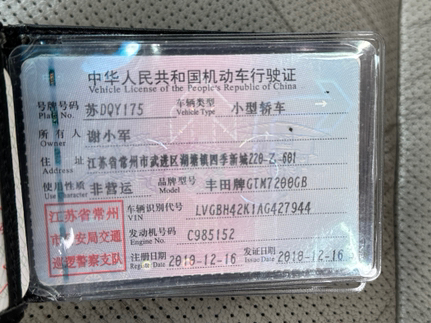 中华人民共和国机动车行驶证
Vehicle License of the People's Republic of China
号牌号码 苏DQY175 车辆类型 小型轿车
Plate No. Vehicle Type
所有人 谢小军
Owner
住址 江苏省常州市武进区湖塘镇四季新城220-乙-601
Address
使用性质 非营运 品牌型号 丰田牌GTM7200GB
Use Character Model
江苏省常州
市公安局交通
巡逻警察支队
车辆识别代号 LVGBH42K1AG427944
VIN
发动机号码 C985152
Engine No.
注册日期 2010-12-16 发证日期 2010-12-16
Register Date Issue Date